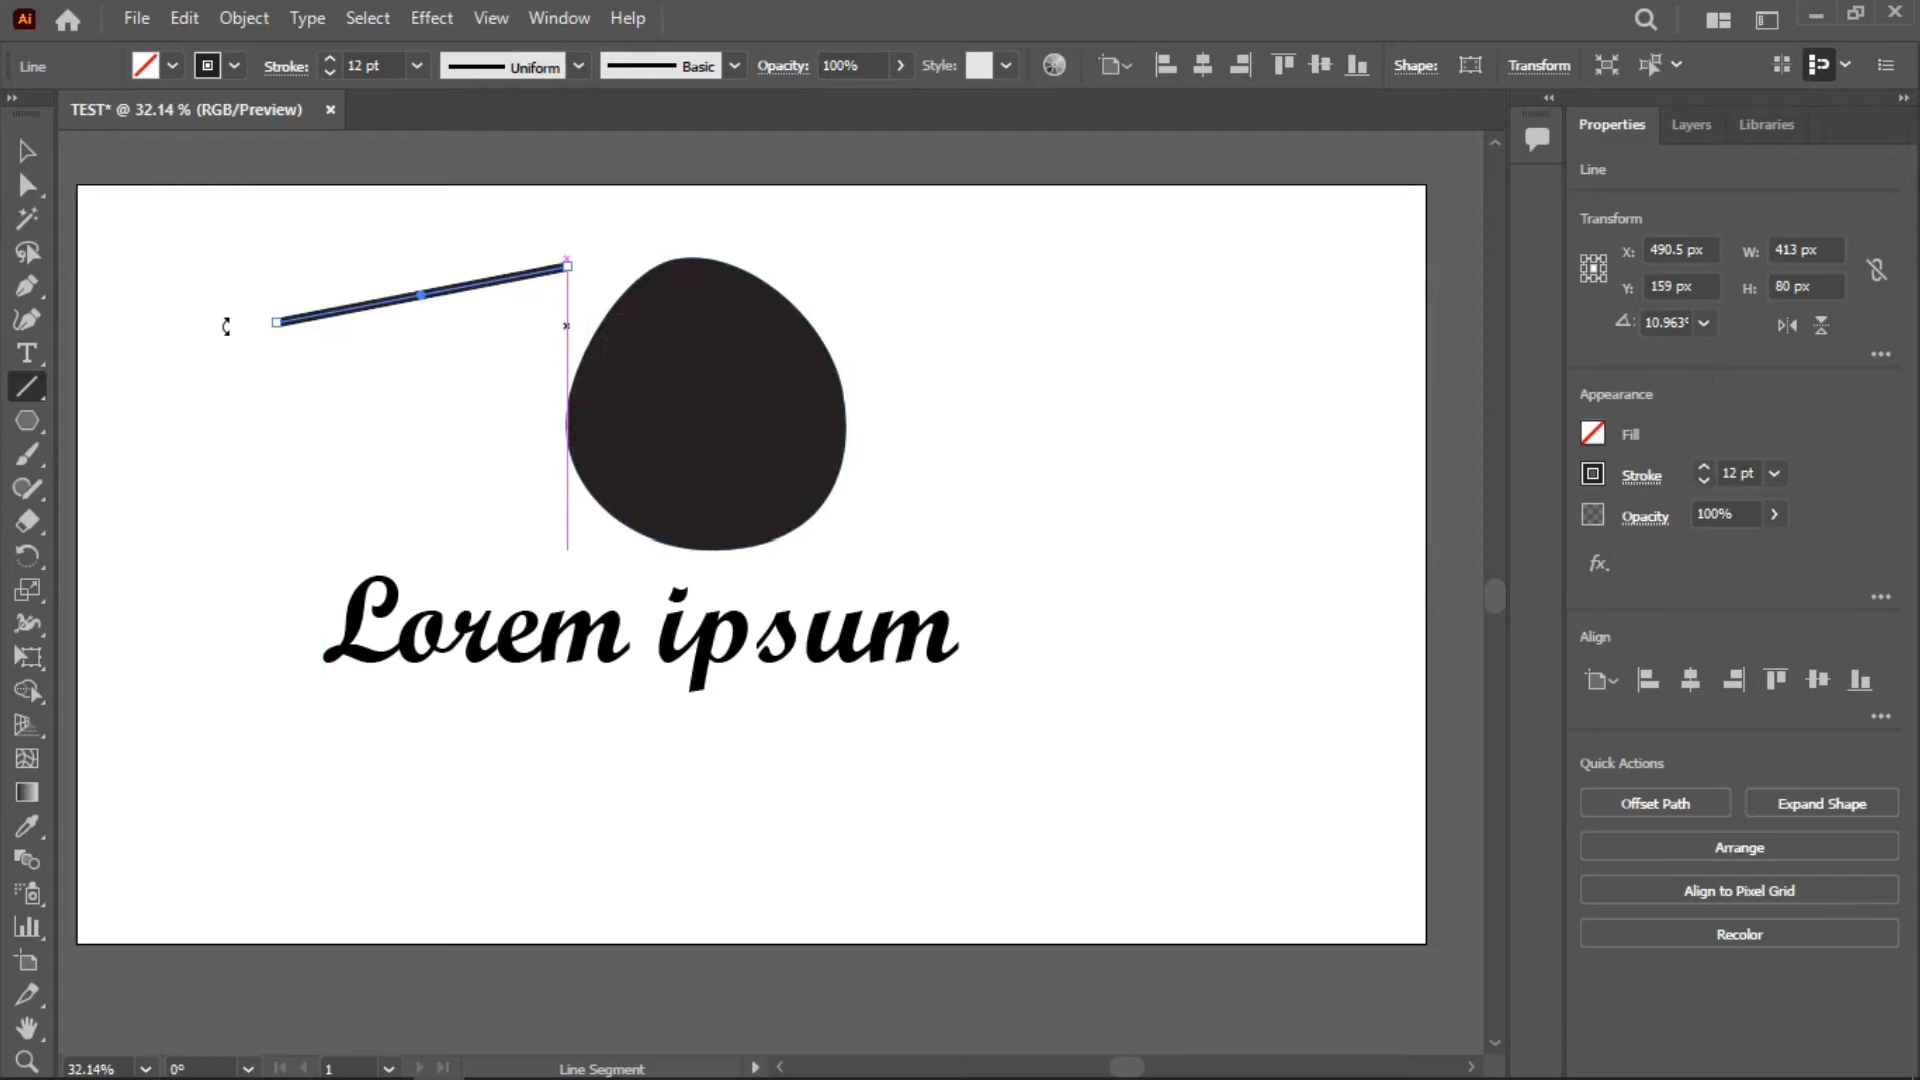 Ai File Edit Object Type Select Effect View Window Help
Line Stroke: 12 pt Uniform Basic Opacity: 100% Style: Shape: Transform
TEST* @ 32.14 % (RGB/Preview) ×
Properties Layers Libraries
Line
Transform
X: 490.5 px W: 413 px
Y: 159 px H: 80 px
10.963°
Appearance
Fill
Stroke 12 pt
Opacity 100%
fx.
Align
Quick Actions
Offset Path Expand Shape
Arrange
Align to Pixel Grid
Recolor
Lorem ipsum
32.14% 0° 1 Line Segment